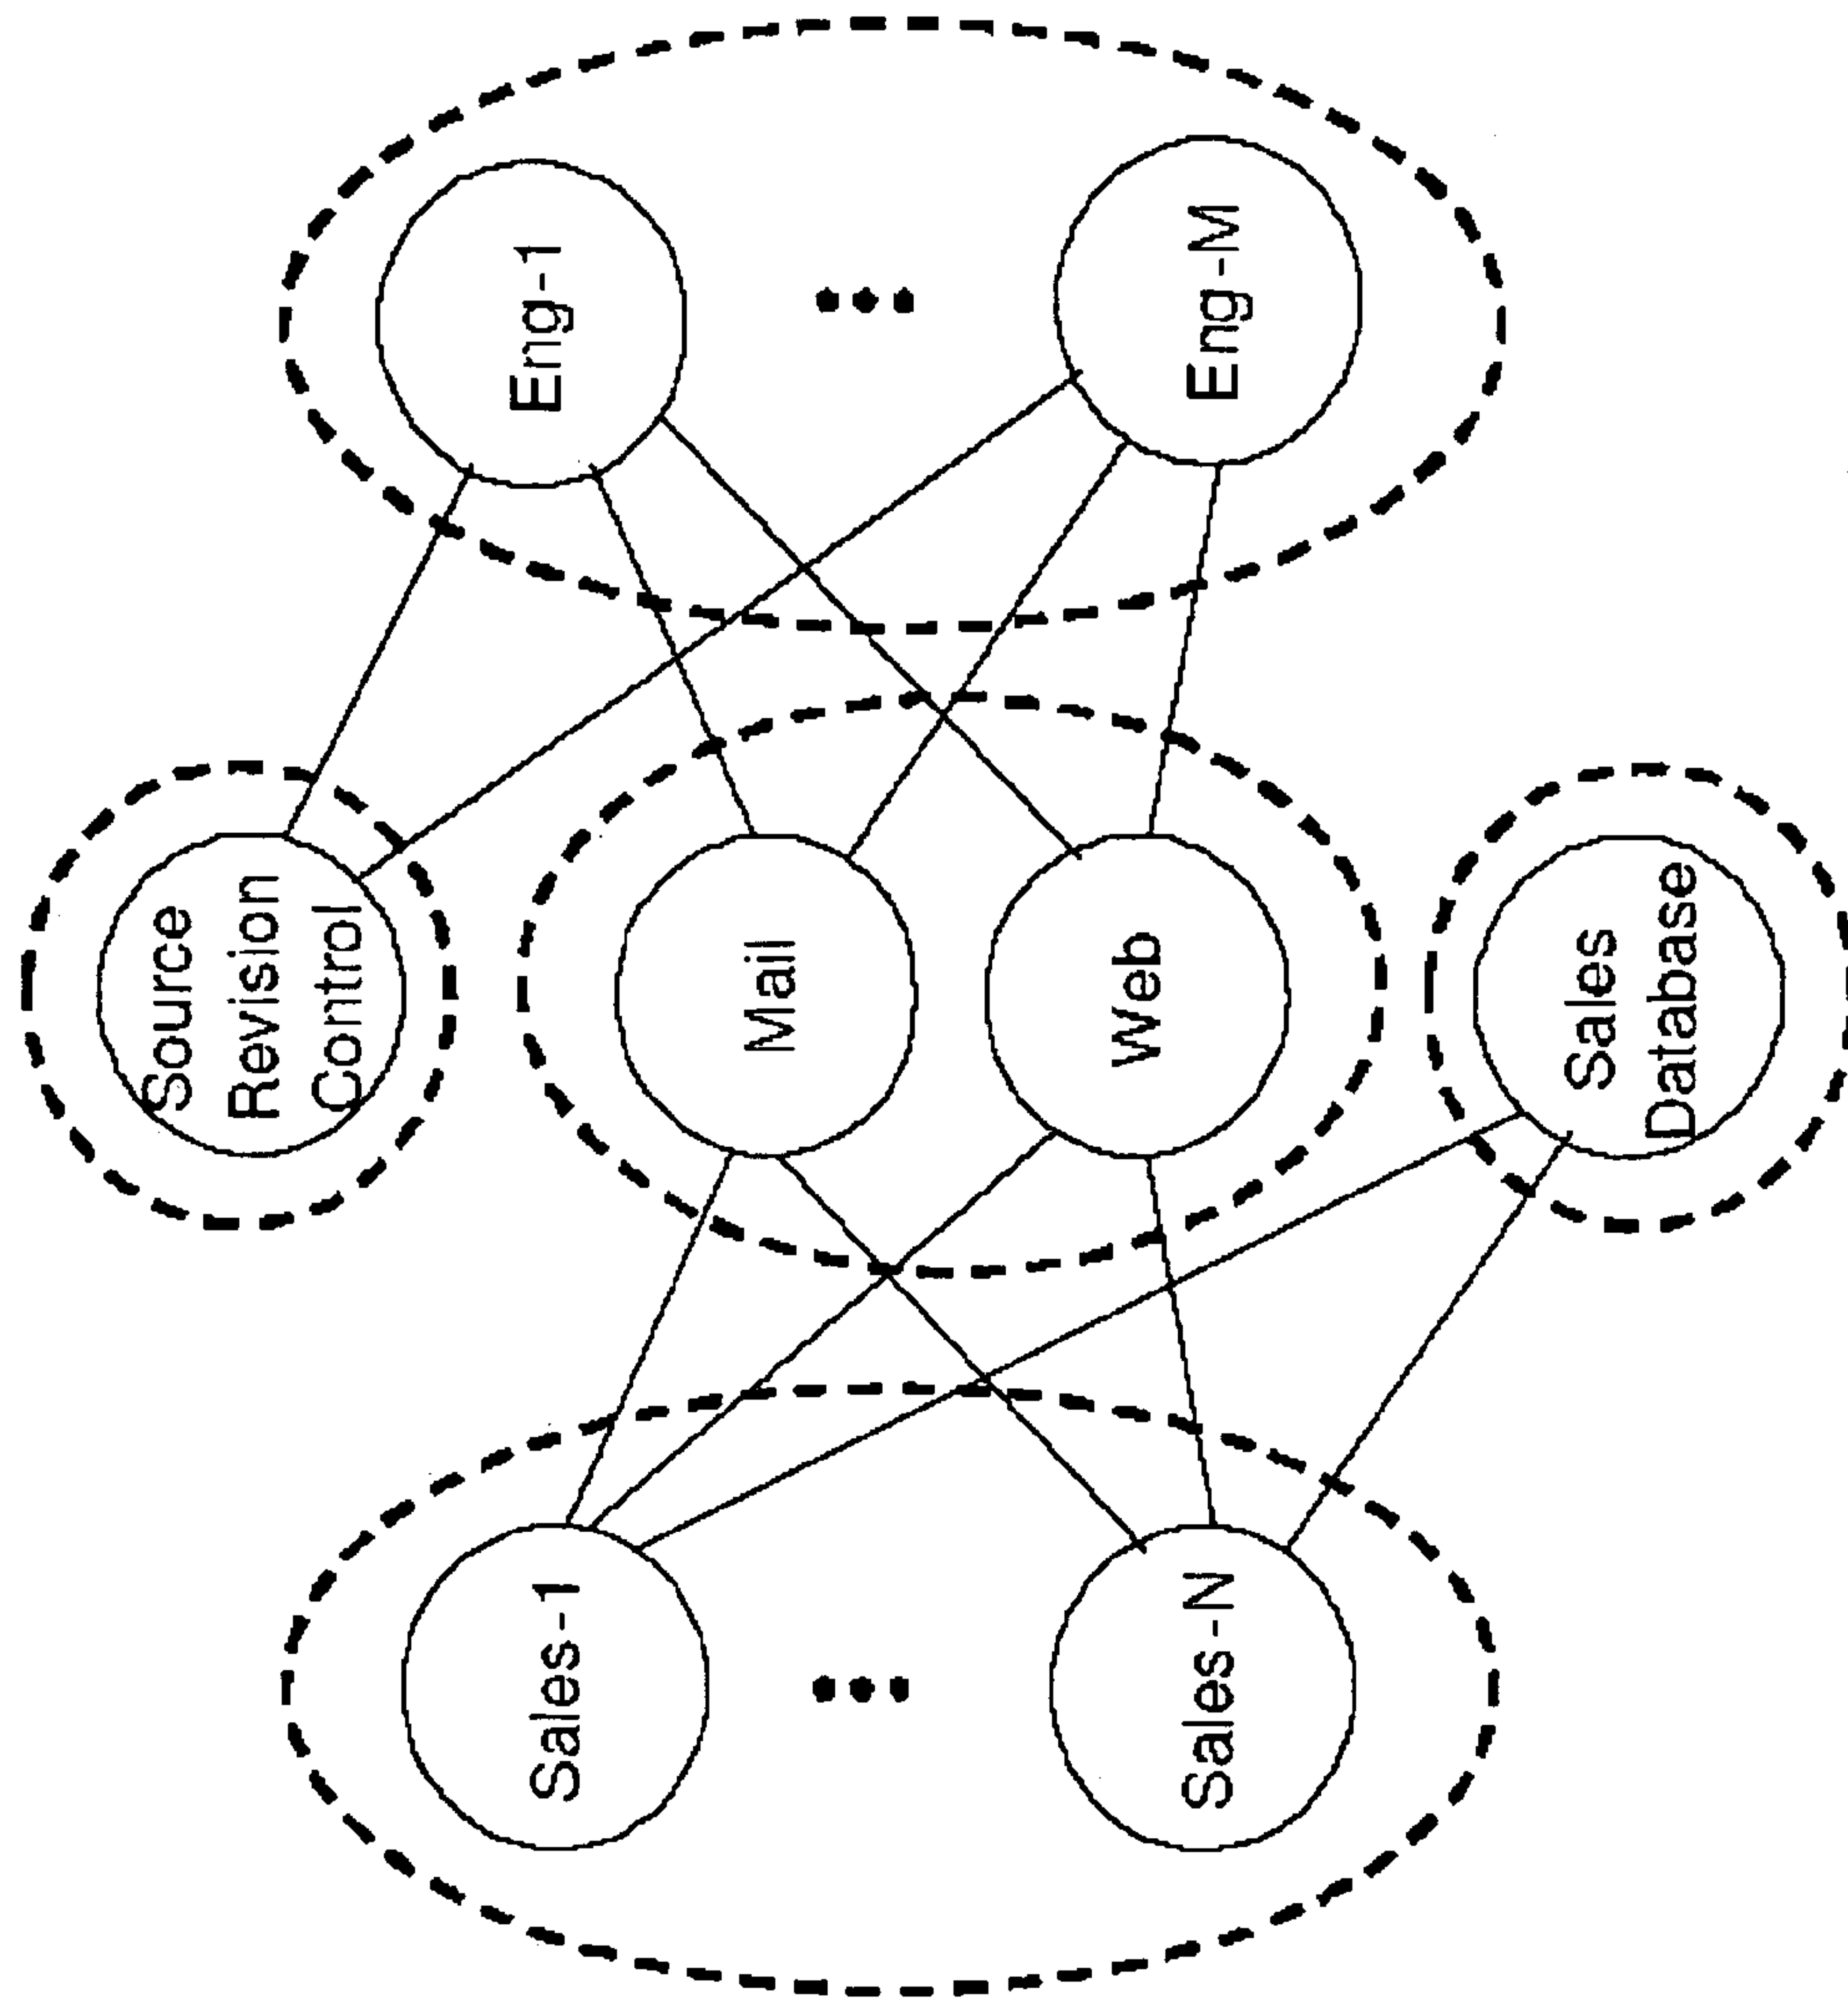 Source
Revision
Control
Sales-1
Mail
Eng-1
Sales-N
Web
Eng-M
Sales
Database